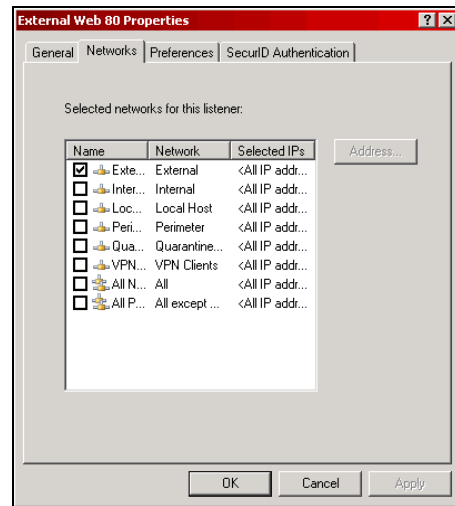 External Web 80 Properties
General Networks Preferences SecurID Authentication
Selected networks for this listener:
Name Network Selected IPs Address...
Exte... External <All IP addr...
Inter... Internal <All IP addr...
Loc... Local Host <All IP addr...
Peri... Perimeter <All IP addr...
Qua... Quarantine... <All IP addr...
VPN... VPN Clients <All IP addr...
All N... All <All IP addr...
All P... All except ... <All IP addr...
OK Cancel Apply